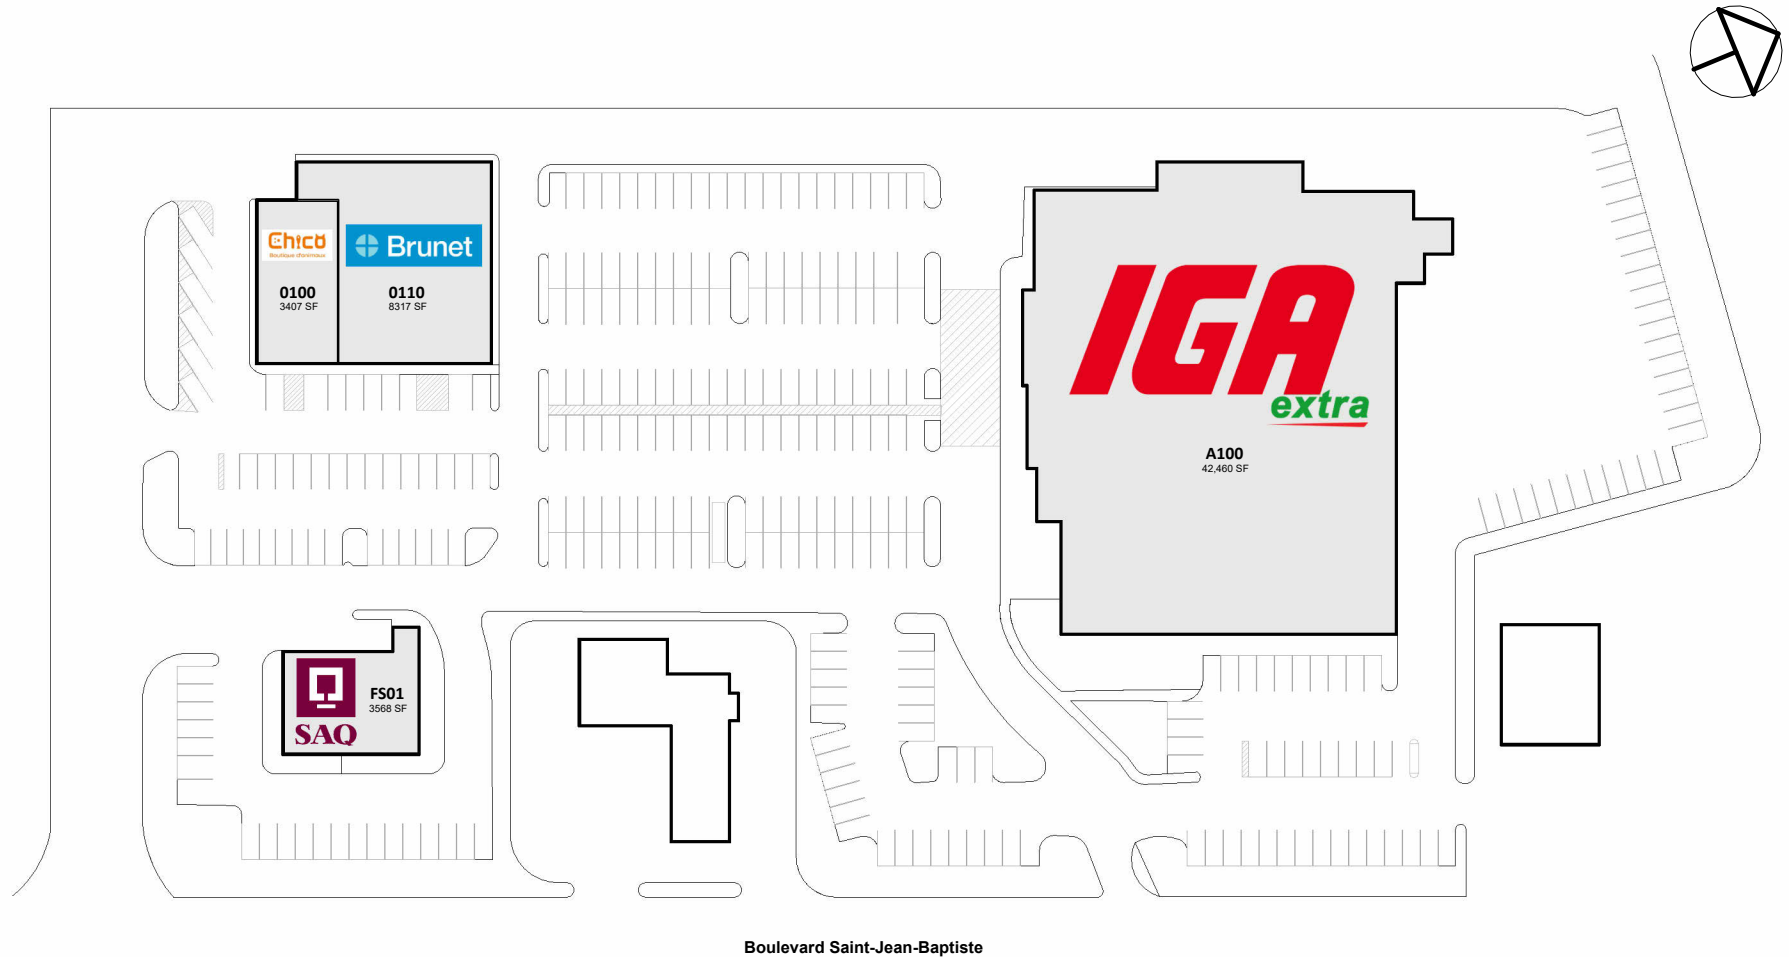 Chico
Boutique d'animaux
Brunet
0100
3407 SF
0110
8317 SF
IGA
extra
A100
42,460 SF
FS01
3568 SF
SAQ
Boulevard Saint-Jean-Baptiste